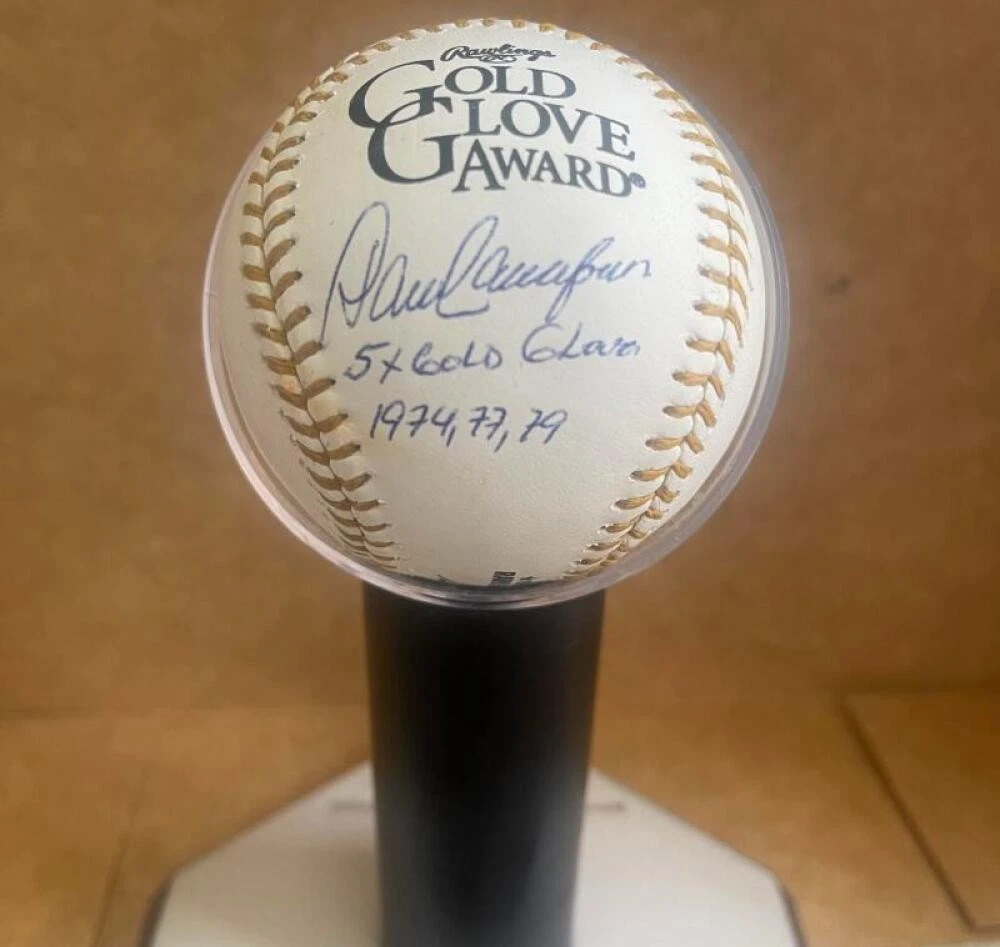 Rawlings
GOLD
GLOVE
AWARD®
5x Gold Glove
1974,77,79